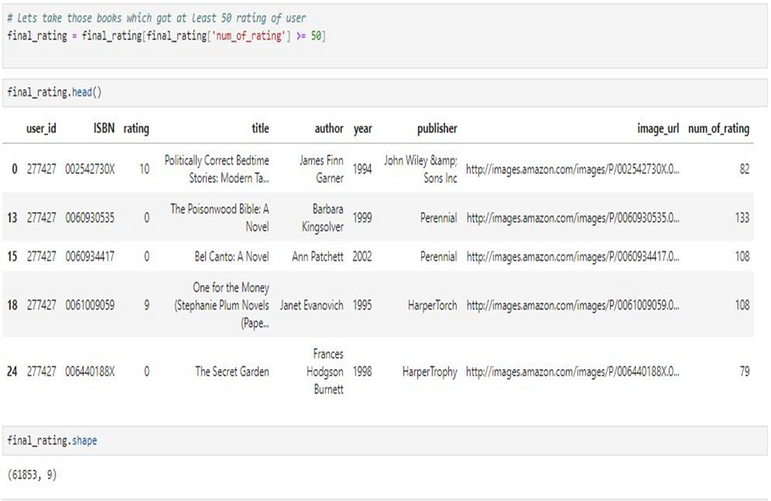 # Lets take those books which got at least 50 rating of user
final_rating = final_rating[final_rating['num_of_rating'] >= 50]
final_rating.head()
user_id ISBN rating title author year publisher image_url num_of_rating
0 277427 002542730X 10 Politically Correct Bedtime Stories: Modern Ta... James Finn Garner 1994 John Wiley &amp; Sons Inc http://images.amazon.com/images/P/002542730X.0... 82
13 277427 0060930535 0 The Poisonwood Bible: A Novel Barbara Kingsolver 1999 Perennial http://images.amazon.com/images/P/0060930535.0... 133
15 277427 0060934417 0 Bel Canto: A Novel Ann Patchett 2002 Perennial http://images.amazon.com/images/P/0060934417.0... 108
18 277427 0061009059 9 One for the Money (Stephanie Plum Novels (Pape... Janet Evanovich 1995 HarperTorch http://images.amazon.com/images/P/0061009059.0... 108
24 277427 006440188X 0 The Secret Garden Frances Hodgson Burnett 1998 HarperTrophy http://images.amazon.com/images/P/006440188X.0... 79
final_rating.shape
(61853, 9)